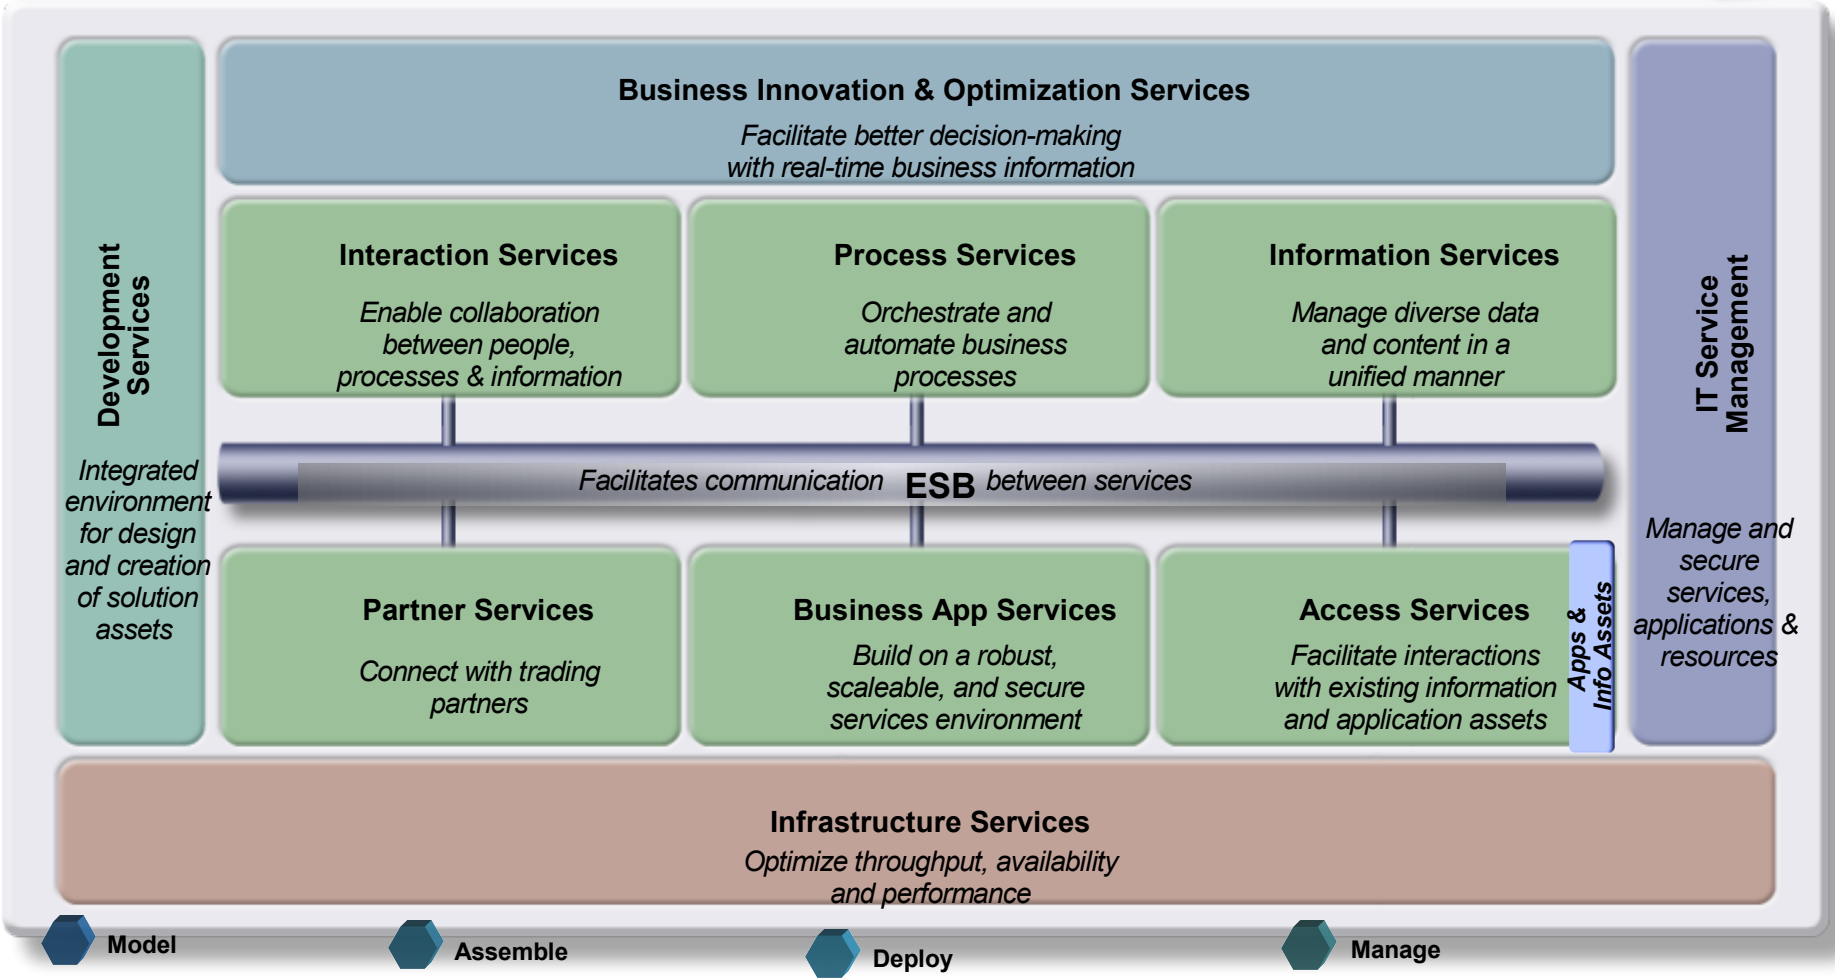 Business Innovation & Optimization Services
Facilitate better decision-making
with real-time business information
Development
Services
Integrated
environment
for design
and creation
of solution
assets
Interaction Services
Enable collaboration
between people,
processes & information
Process Services
Orchestrate and
automate business
processes
Information Services
Manage diverse data
and content in a
unified manner
IT Service
Management
Manage and
secure
services,
applications &
resources
Facilitates communication ESB between services
Partner Services
Connect with trading
partners
Business App Services
Build on a robust,
scaleable, and secure
services environment
Access Services
Facilitate interactions
with existing information
and application assets
Apps &
Info Assets
Infrastructure Services
Optimize throughput, availability
and performance
Model
Assemble
Deploy
Manage